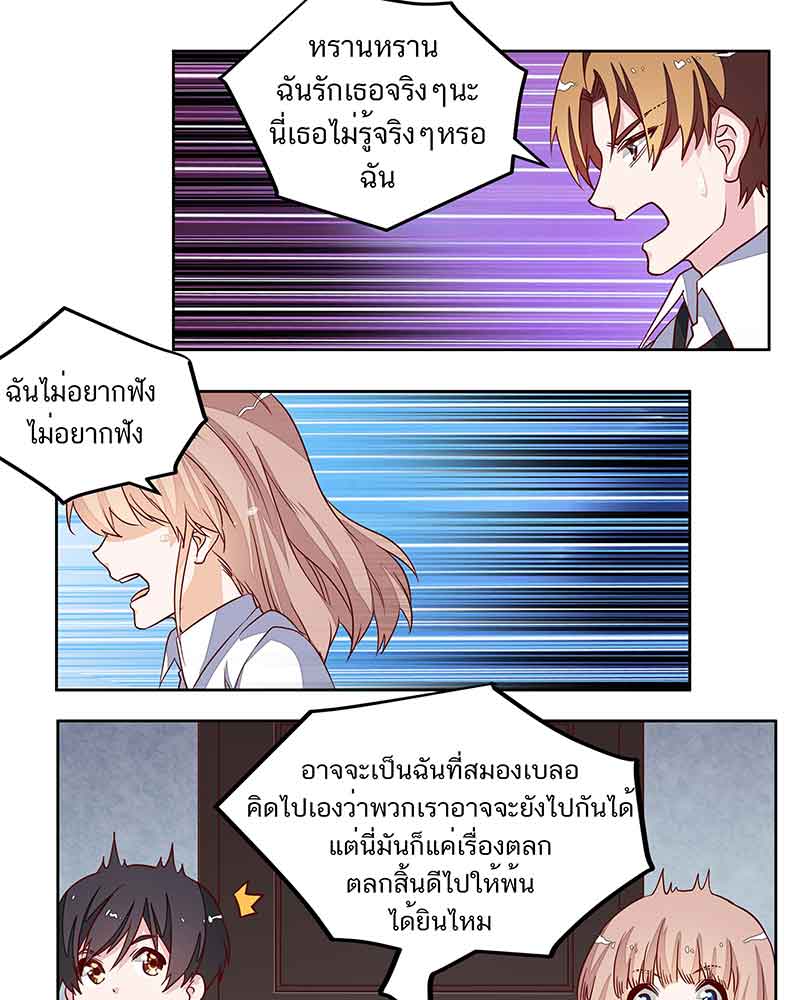 หรานหราน
ฉันรักเธอจริงๆนะ
นี่เธอไม่รู้จริงๆหรอ
ฉัน
ฉันไม่อยากฟัง
ไม่อยากฟัง
อาจจะเป็นฉันที่สมองเบลอ
คิดไปเองว่าพวกเราอาจจะยังไปกันได้
แต่นี่มันก็แค่เรื่องตลก
ตลกสิ้นดีไปให้พ้น
ได้ยินไหม